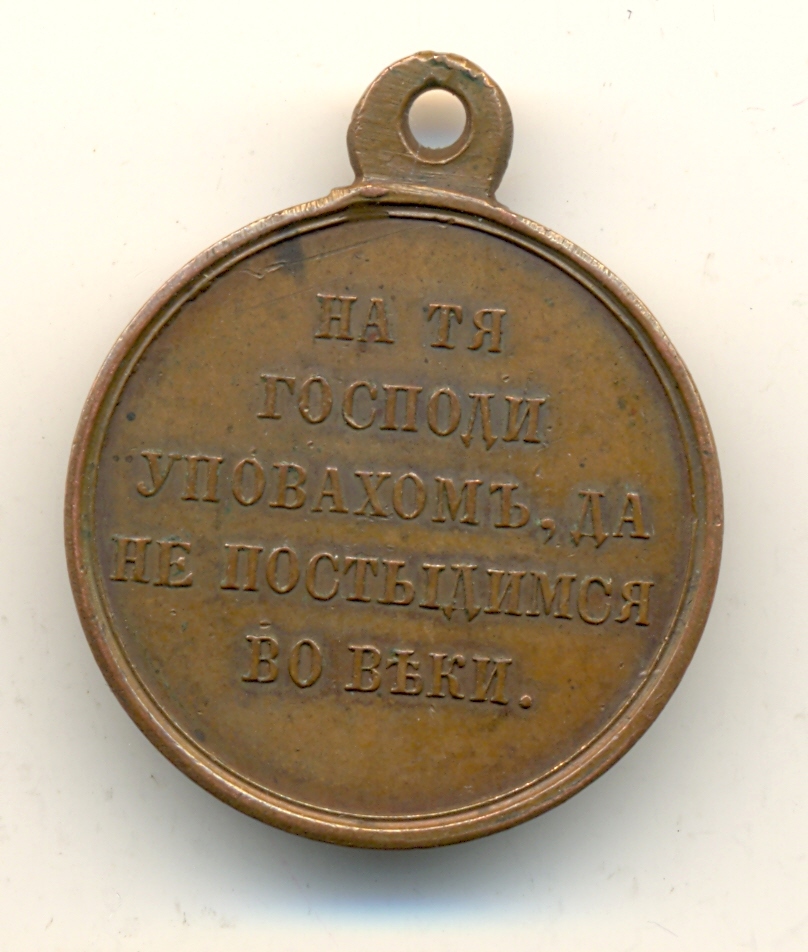 НА ТЯ
ГОСПОДИ
УПОВАХОМЪ, ДА
НЕ ПОСТЫДИМСЯ
ВО ВѢКИ.